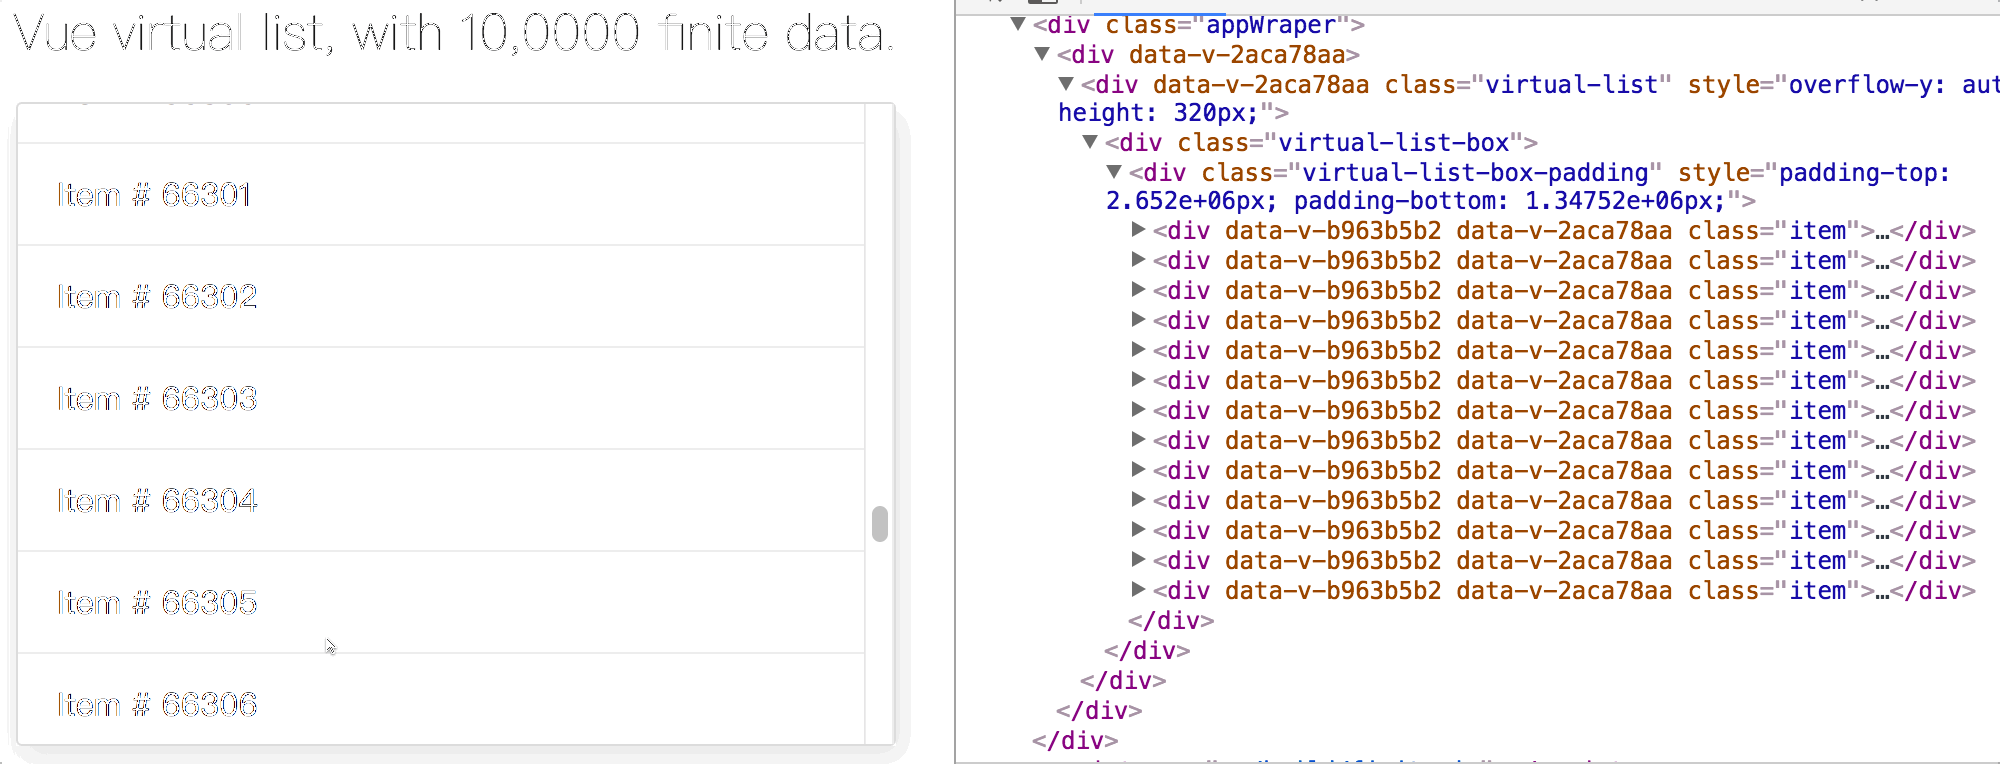 Vue virtual list, with 10,0000 finite data.
Item # 66301
Item # 66302
Item # 66303
Item # 66304
Item # 66305
Item # 66306
<div class="appWraper">
<div data-v-2aca78aa>
<div data-v-2aca78aa class="virtual-list" style="overflow-y: aut
height: 320px;">
<div class="virtual-list-box">
<div class="virtual-list-box-padding" style="padding-top:
2.652e+06px; padding-bottom: 1.34752e+06px;">
<div data-v-b963b5b2 data-v-2aca78aa class="item">…</div>
<div data-v-b963b5b2 data-v-2aca78aa class="item">…</div>
<div data-v-b963b5b2 data-v-2aca78aa class="item">…</div>
<div data-v-b963b5b2 data-v-2aca78aa class="item">…</div>
<div data-v-b963b5b2 data-v-2aca78aa class="item">…</div>
<div data-v-b963b5b2 data-v-2aca78aa class="item">…</div>
<div data-v-b963b5b2 data-v-2aca78aa class="item">…</div>
<div data-v-b963b5b2 data-v-2aca78aa class="item">…</div>
<div data-v-b963b5b2 data-v-2aca78aa class="item">…</div>
<div data-v-b963b5b2 data-v-2aca78aa class="item">…</div>
<div data-v-b963b5b2 data-v-2aca78aa class="item">…</div>
<div data-v-b963b5b2 data-v-2aca78aa class="item">…</div>
<div data-v-b963b5b2 data-v-2aca78aa class="item">…</div>
</div>
</div>
</div>
</div>
</div>